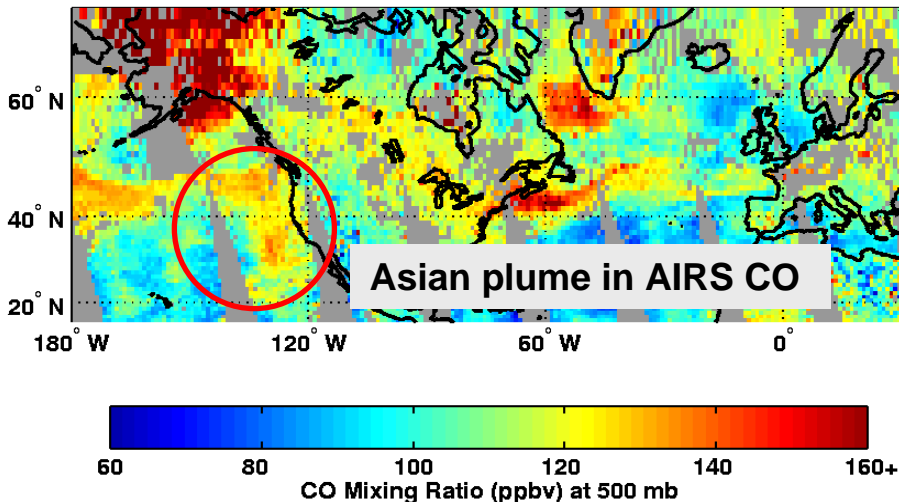 60° N
40° N
20° N
Asian plume in AIRS CO
180° W
120° W
60° W
0°
60
80
100
120
140
160+
CO Mixing Ratio (ppbv) at 500 mb